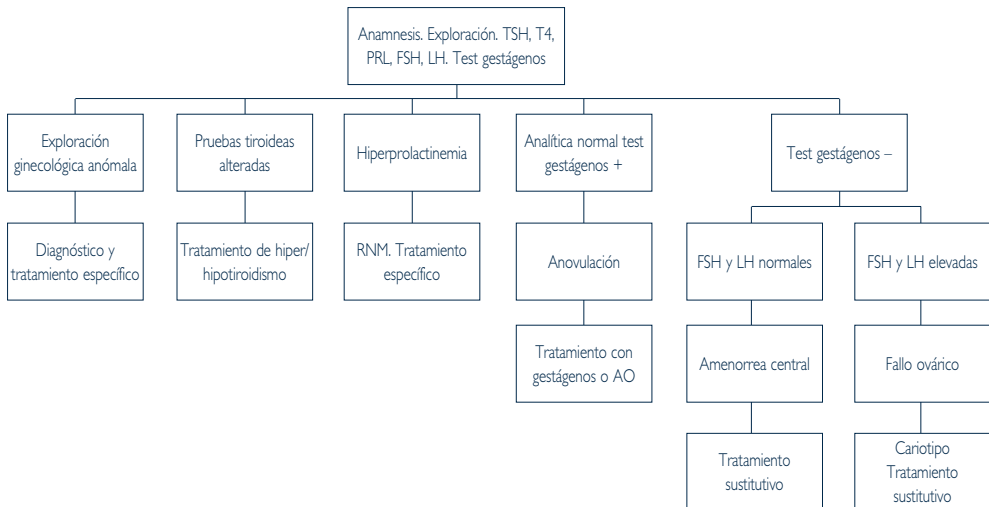 Anamnesis. Exploración. TSH, T4,
PRL, FSH, LH. Test gestágenos
Exploración
ginecológica anómala
Pruebas tiroideas
alteradas
Hiperprolactinemia
Analítica normal test
gestágenos +
Test gestágenos –
Diagnóstico y
tratamiento específico
Tratamiento de hiper/
hipotiroidismo
RNM. Tratamiento
específico
Anovulación
FSH y LH normales
FSH y LH elevadas
Tratamiento con
gestágenos o AO
Amenorrea central
Fallo ovárico
Tratamiento
sustitutivo
Cariotipo
Tratamiento
sustitutivo